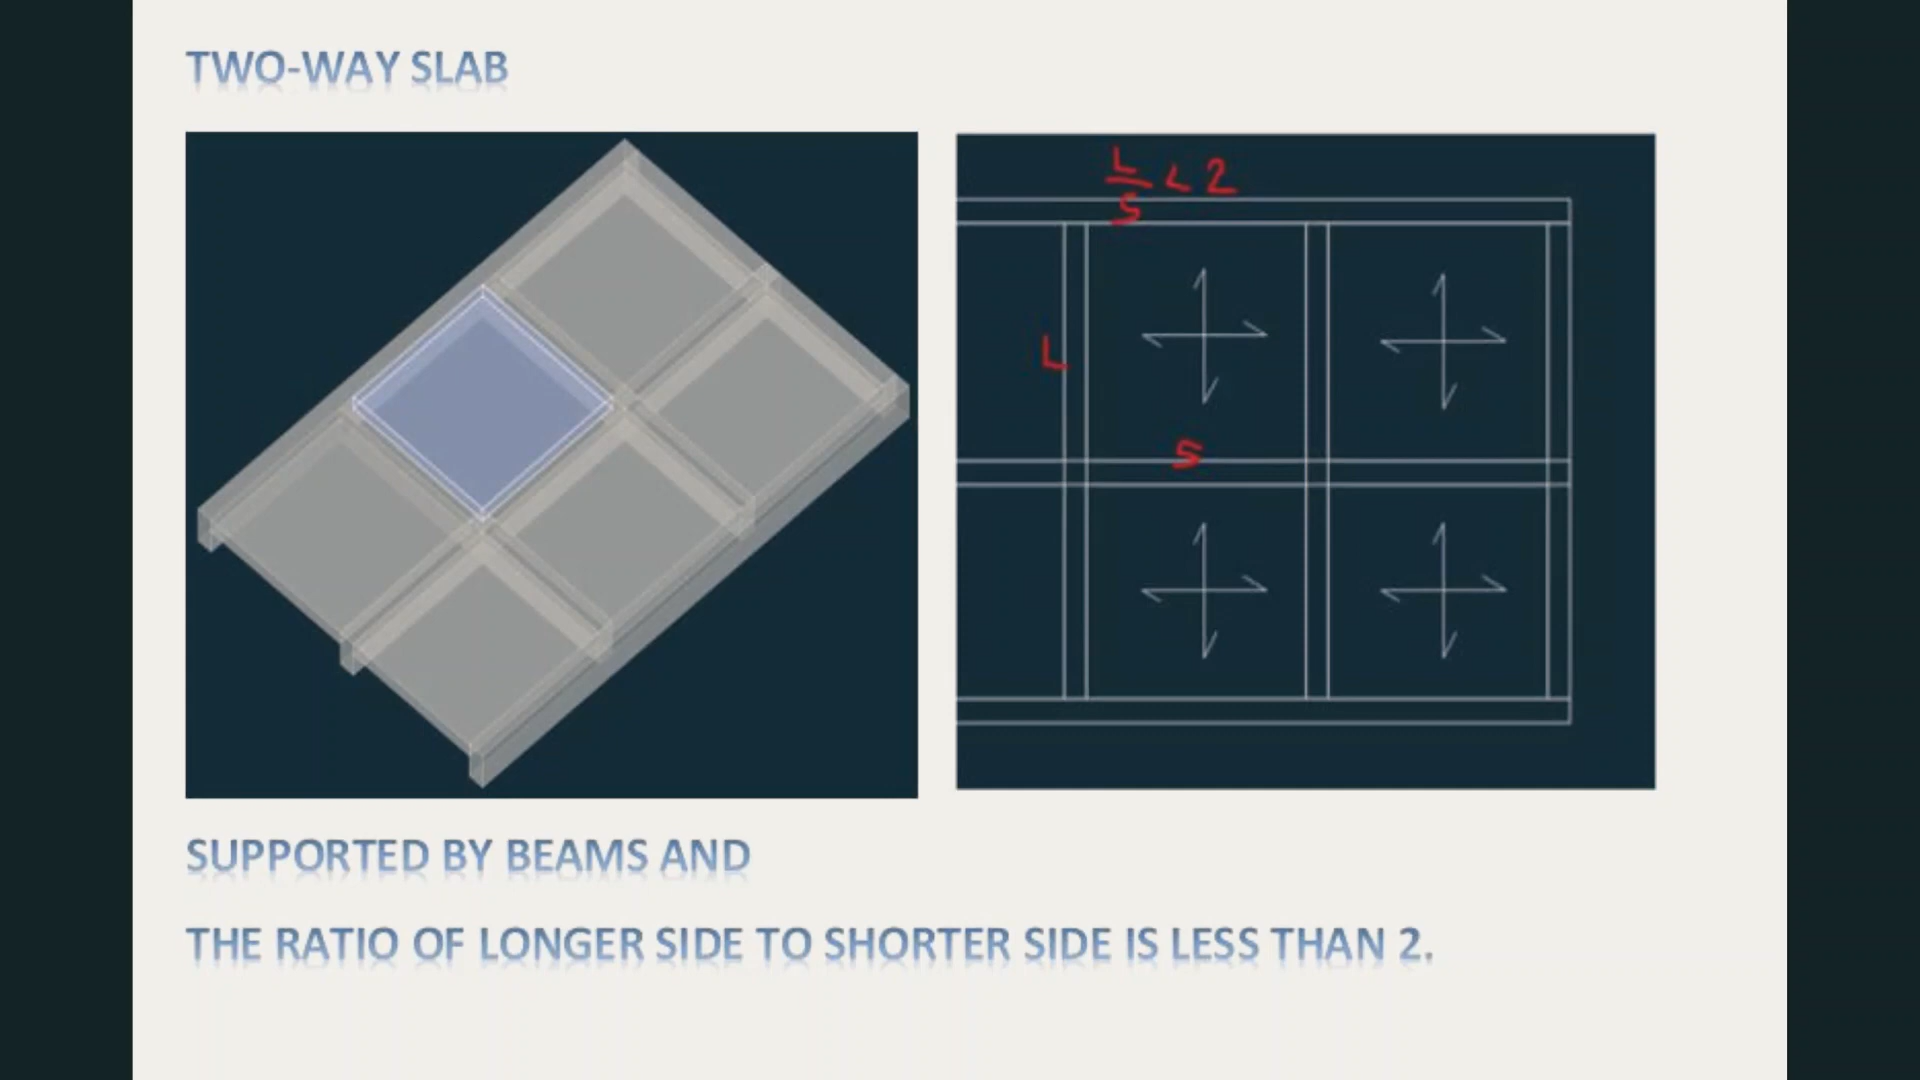 TWO-WAY SLAB
L/S < 2
L
S
SUPPORTED BY BEAMS AND
THE RATIO OF LONGER SIDE TO SHORTER SIDE IS LESS THAN 2.